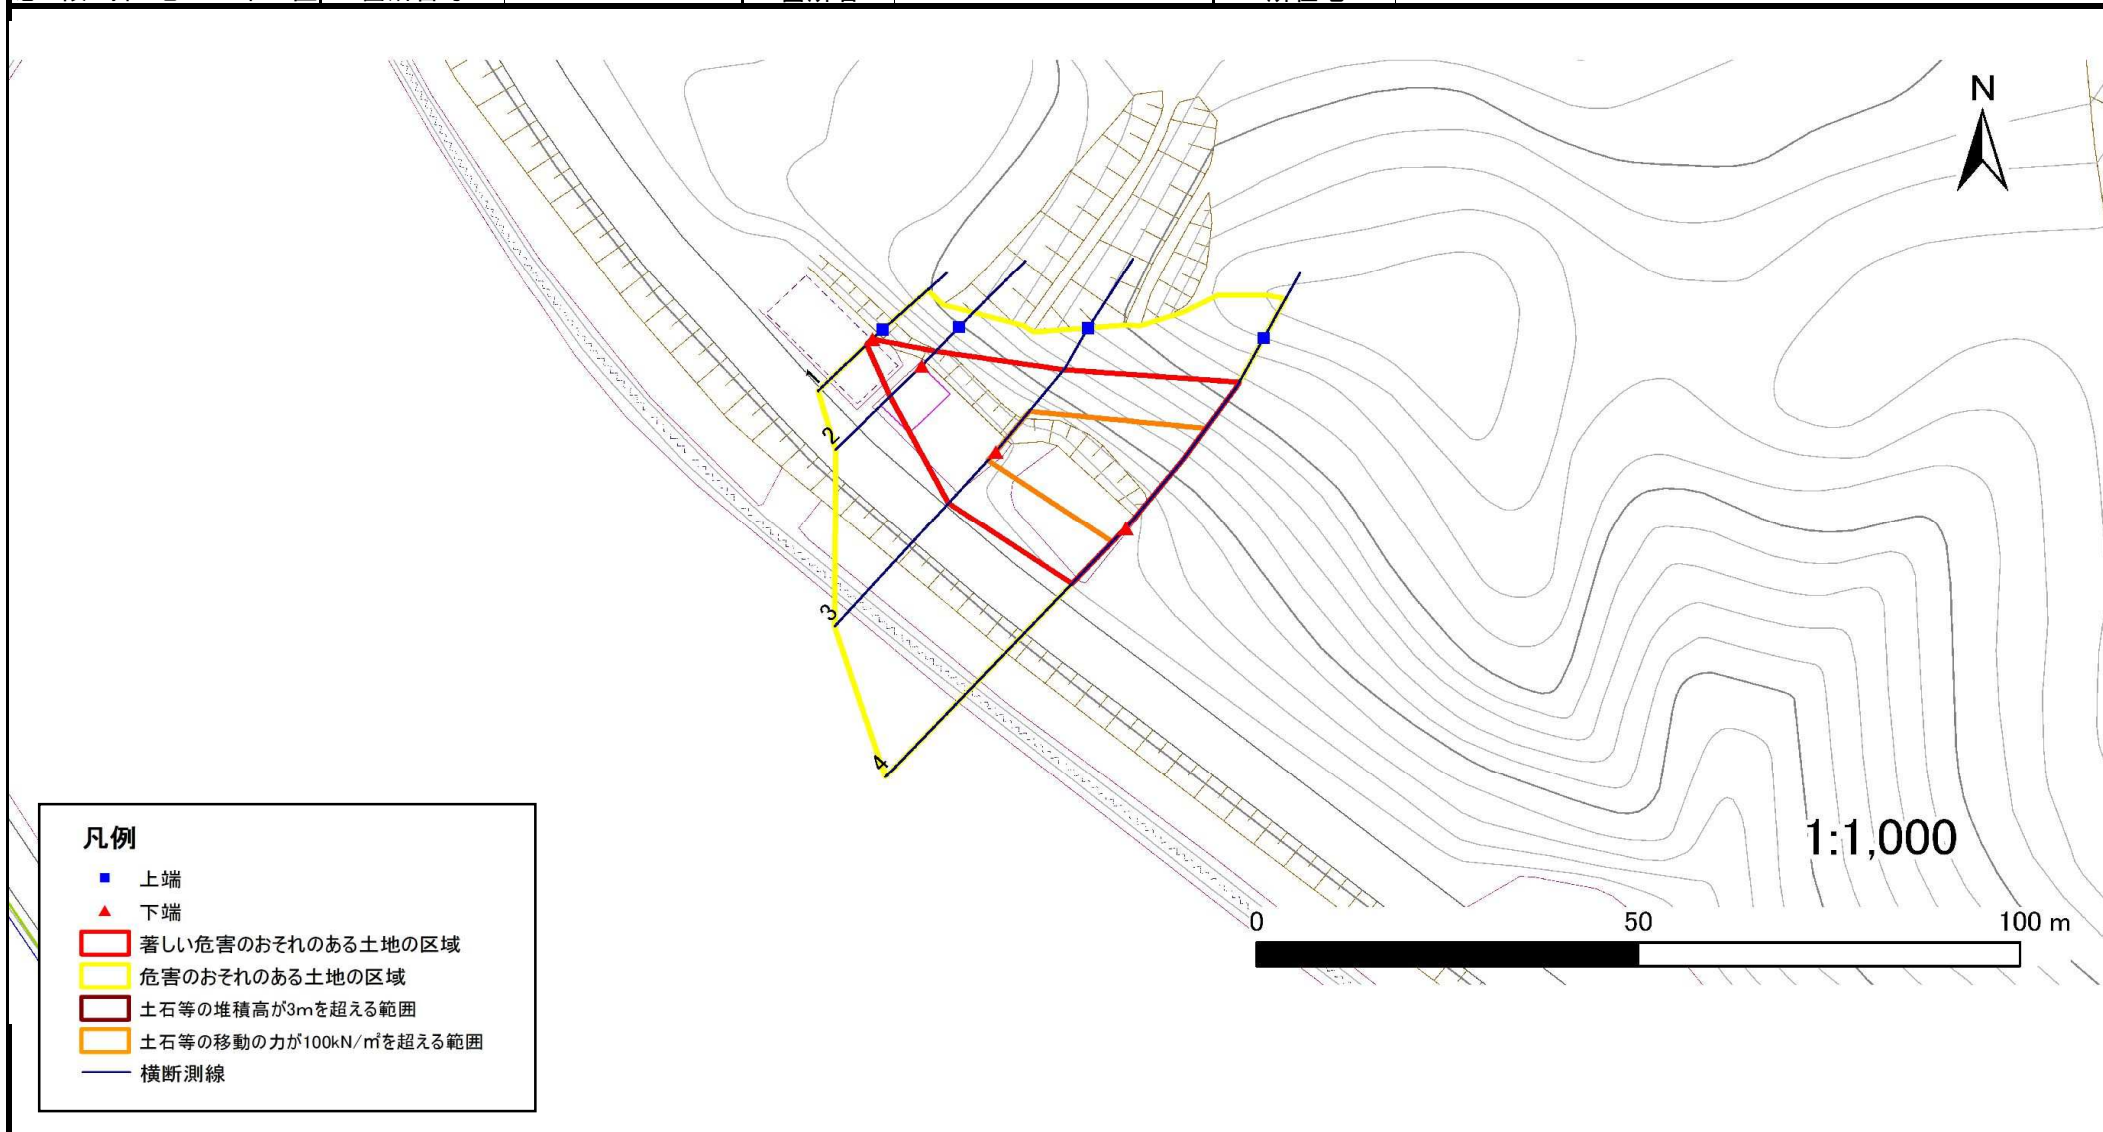 N
1
2
3
4
1:1,000
0 50 100 m
凡例
上端
下端
著しい危害のおそれのある土地の区域
危害のおそれのある土地の区域
土石等の堆積高が3mを超える範囲
土石等の移動の力が100kN/㎡を超える範囲
横断測線